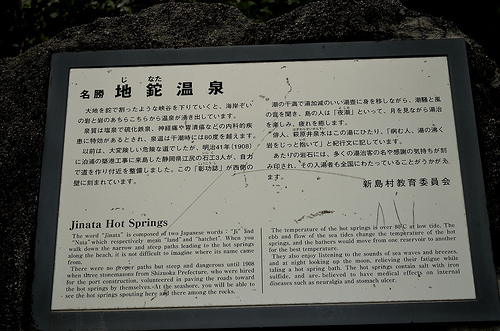 名勝 地鉈温泉
じ なた
大地を鉈で割ったような峡谷を下りていくと、海岸ぞい
の岩と岩のあちらこちらから温泉が湧き出しています。
泉質は塩泉で硫化鉄泉、神経痛や胃潰瘍などの内科的疾
患に特効があるとされ、泉温は干潮時には80度を越えます。
以前は、大変険しい危険な道でしたが、明治41年（1908）
に泊浦の築港工事に来島した静岡県江尻の石工3人が、自力
で道を作り付近を整備しました。この「彰功誌」が西側の
壁に刻まれています。
潮の干満で湯加減のいい湯壷に身を移しながら、潮騒と風
の音を聞き、島の人は「夜湯」といって、月を見ながら湯治
を楽しみ、疲れを癒します。
俳人、荻原井泉水はこの湯にひたり、「病む人、湯の湧く
岩をじっと抱いて」と紀行文に記しています。
あたりの岩石には、多くの湯治客の名や感謝の気持ちが刻
み印され、その入湯者も全国にわたっていることがうかがえ
ます。
新島村教育委員会
Jinata Hot Springs
The word "Jinata" is composed of two Japanese words : "Ji" and
"Nata" which respectively mean "land" and "hatchet". When you
walk down the narrow and steep paths leading to the hot springs
along the beach, it is not difficult to imagine where its name came
from.
There were no proper paths but steep and dangerous until 1908
when three stonemasons from Shizuoka Prefecture, who were hired
for the port construction, volunteered in paving the roads toward
the hot springs by themselves. At the seashore, you will be able to
see the hot springs spouting here and there among the rocks.
The temperature of the hot springs is over 80℃ at low tide. The
ebb and flow of the sea tides change the temperature of the hot
springs, and the bathers would move from one reservoir to another
for the best temperature.
They also enjoy listening to the sounds of sea waves and breezes,
and at night looking up the moon, relieving their fatigue while
taking a hot spring bath. The hot springs contain salt with iron
sulfide, and are believed to have medical effects on internal
diseases such as neuralgia and stomach ulcer.